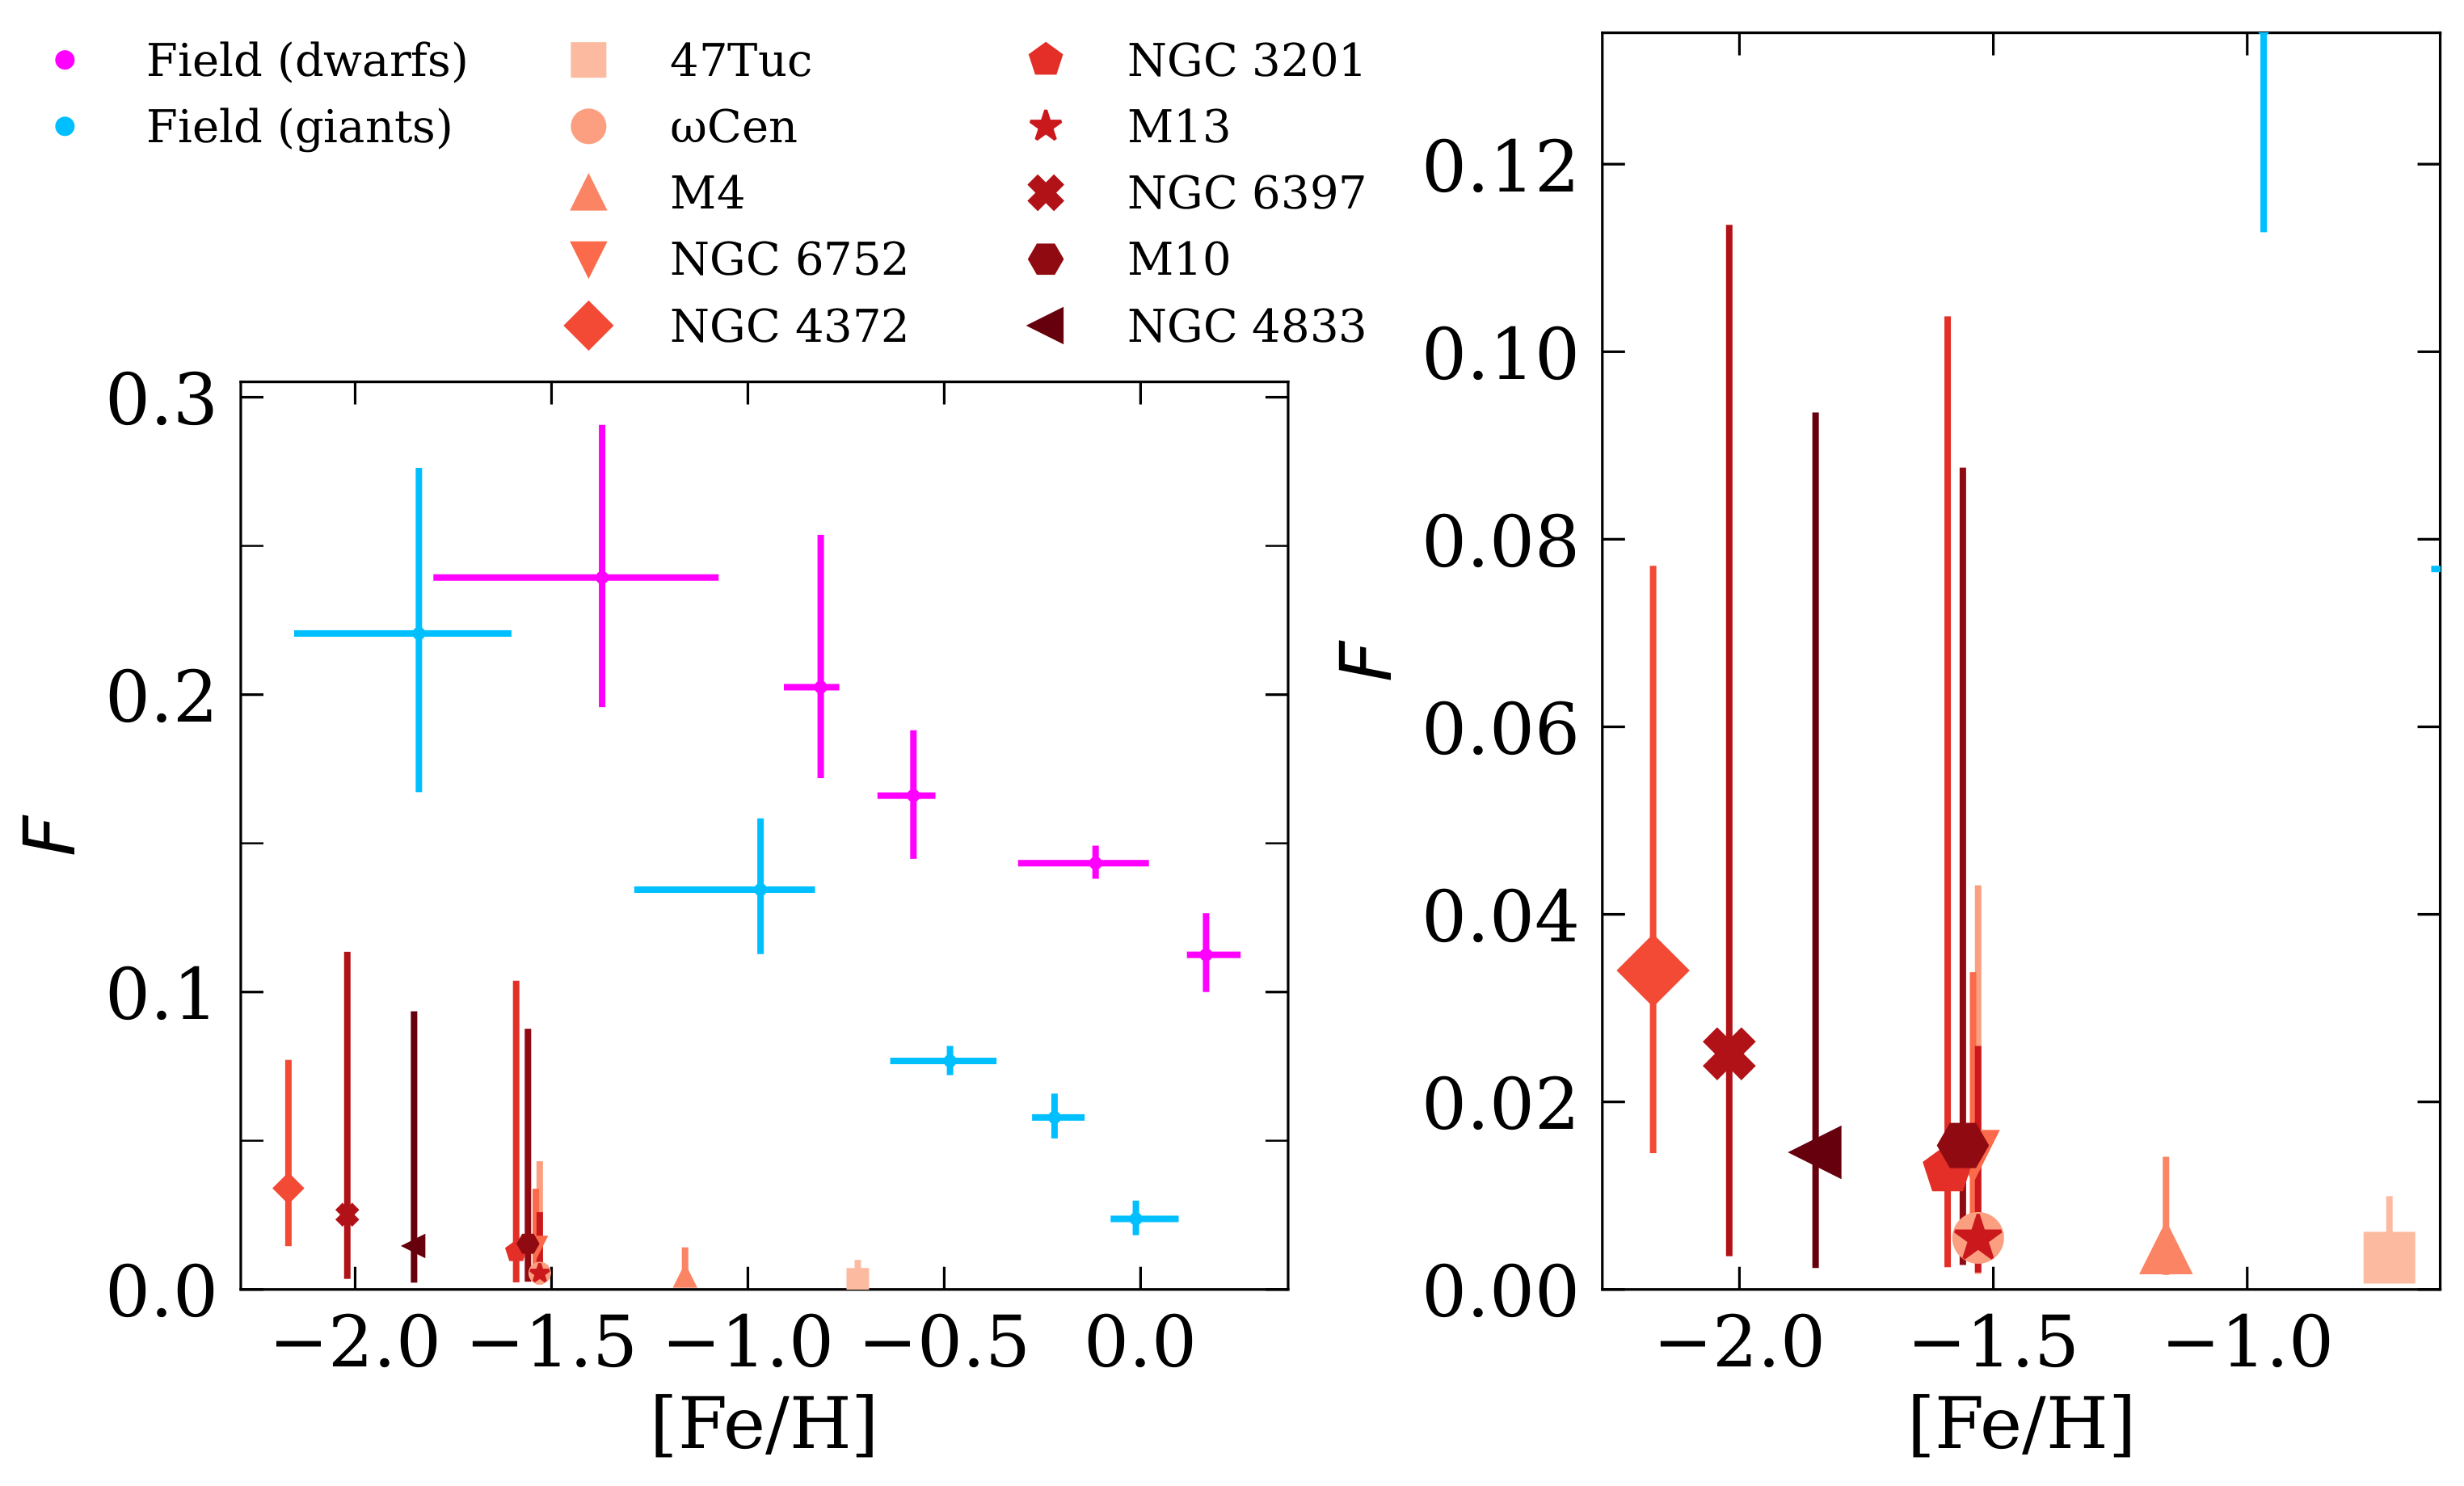 Field (dwarfs)
Field (giants)
47Tuc
ωCen
M4
NGC 6752
NGC 4372
NGC 3201
M13
NGC 6397
M10
NGC 4833
0.3
0.2
0.1
0.0
F
−2.0 −1.5 −1.0 −0.5 0.0
[Fe/H]
0.12
0.10
0.08
0.06
0.04
0.02
0.00
F
−2.0 −1.5 −1.0
[Fe/H]